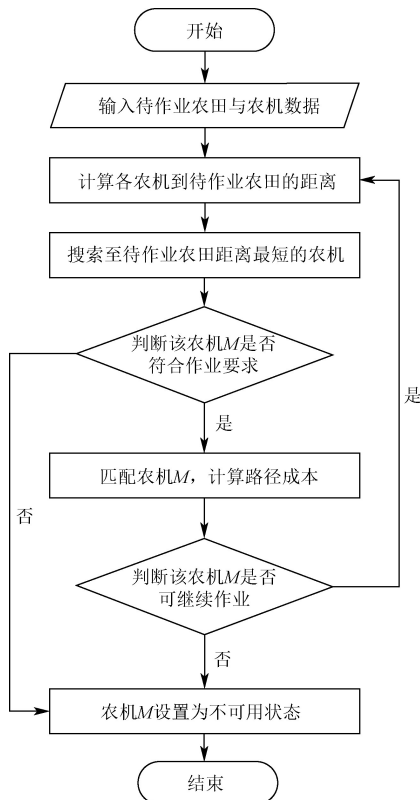 开始
输入待作业农田与农机数据
计算各农机到待作业农田的距离
搜索至待作业农田距离最短的农机
判断该农机M是否
符合作业要求
是
是
匹配农机M，计算路径成本
否
判断该农机M是否
可继续作业
否
农机M设置为不可用状态
结束